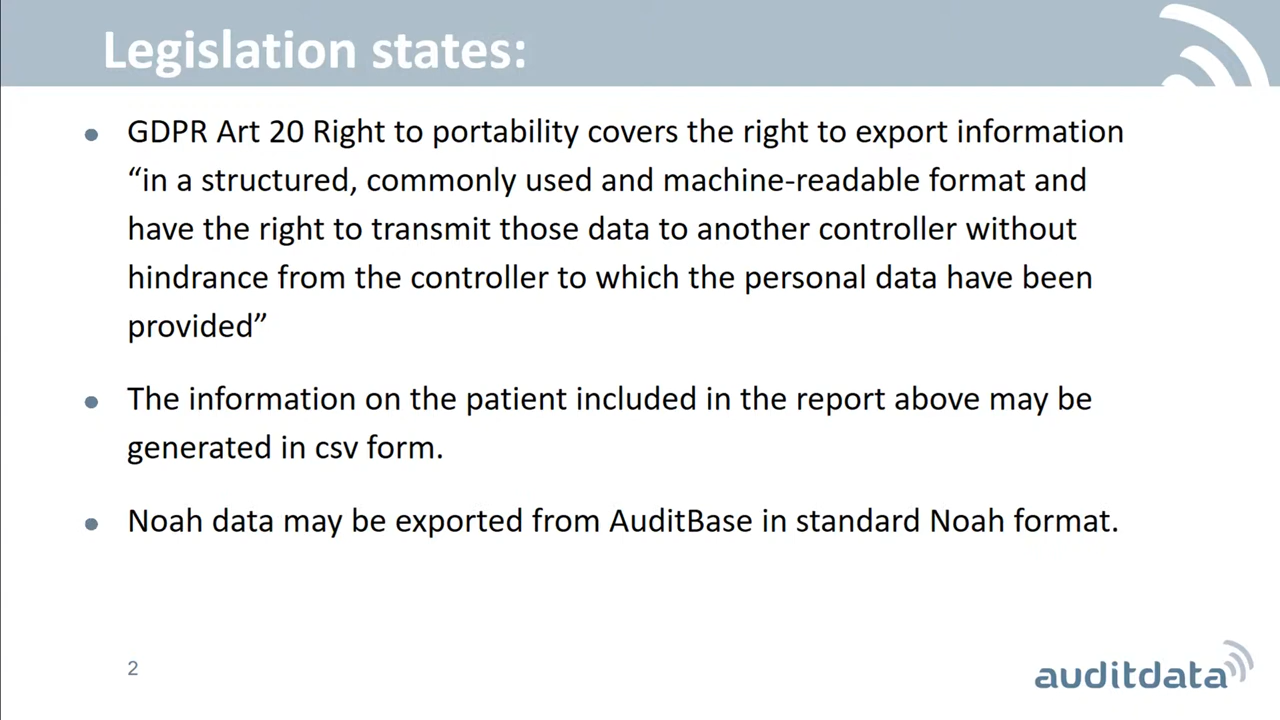 Legislation states:
GDPR Art 20 Right to portability covers the right to export information
“in a structured, commonly used and machine-readable format and
have the right to transmit those data to another controller without
hindrance from the controller to which the personal data have been
provided”
The information on the patient included in the report above may be
generated in csv form.
Noah data may be exported from AuditBase in standard Noah format.
2
auditdata